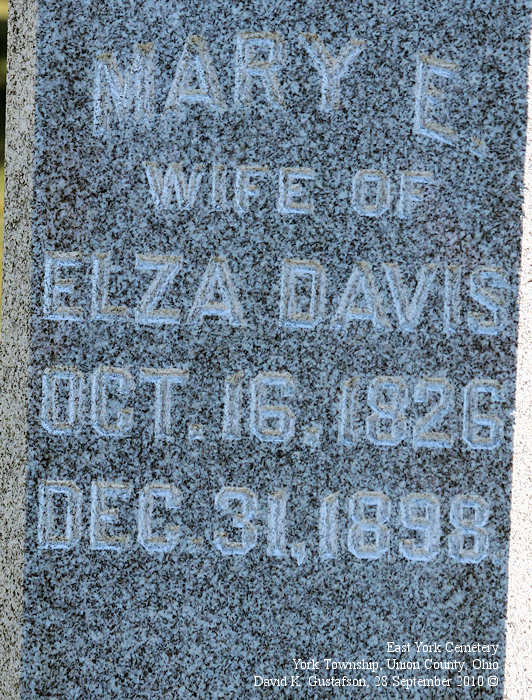 MARY E.
WIFE OF
ELZA DAVIS
OCT. 16, 1826
DEC. 31, 1898
East York Cemetery
York Township, Union County, Ohio
David K. Gustafson, 28 September 2010 ©